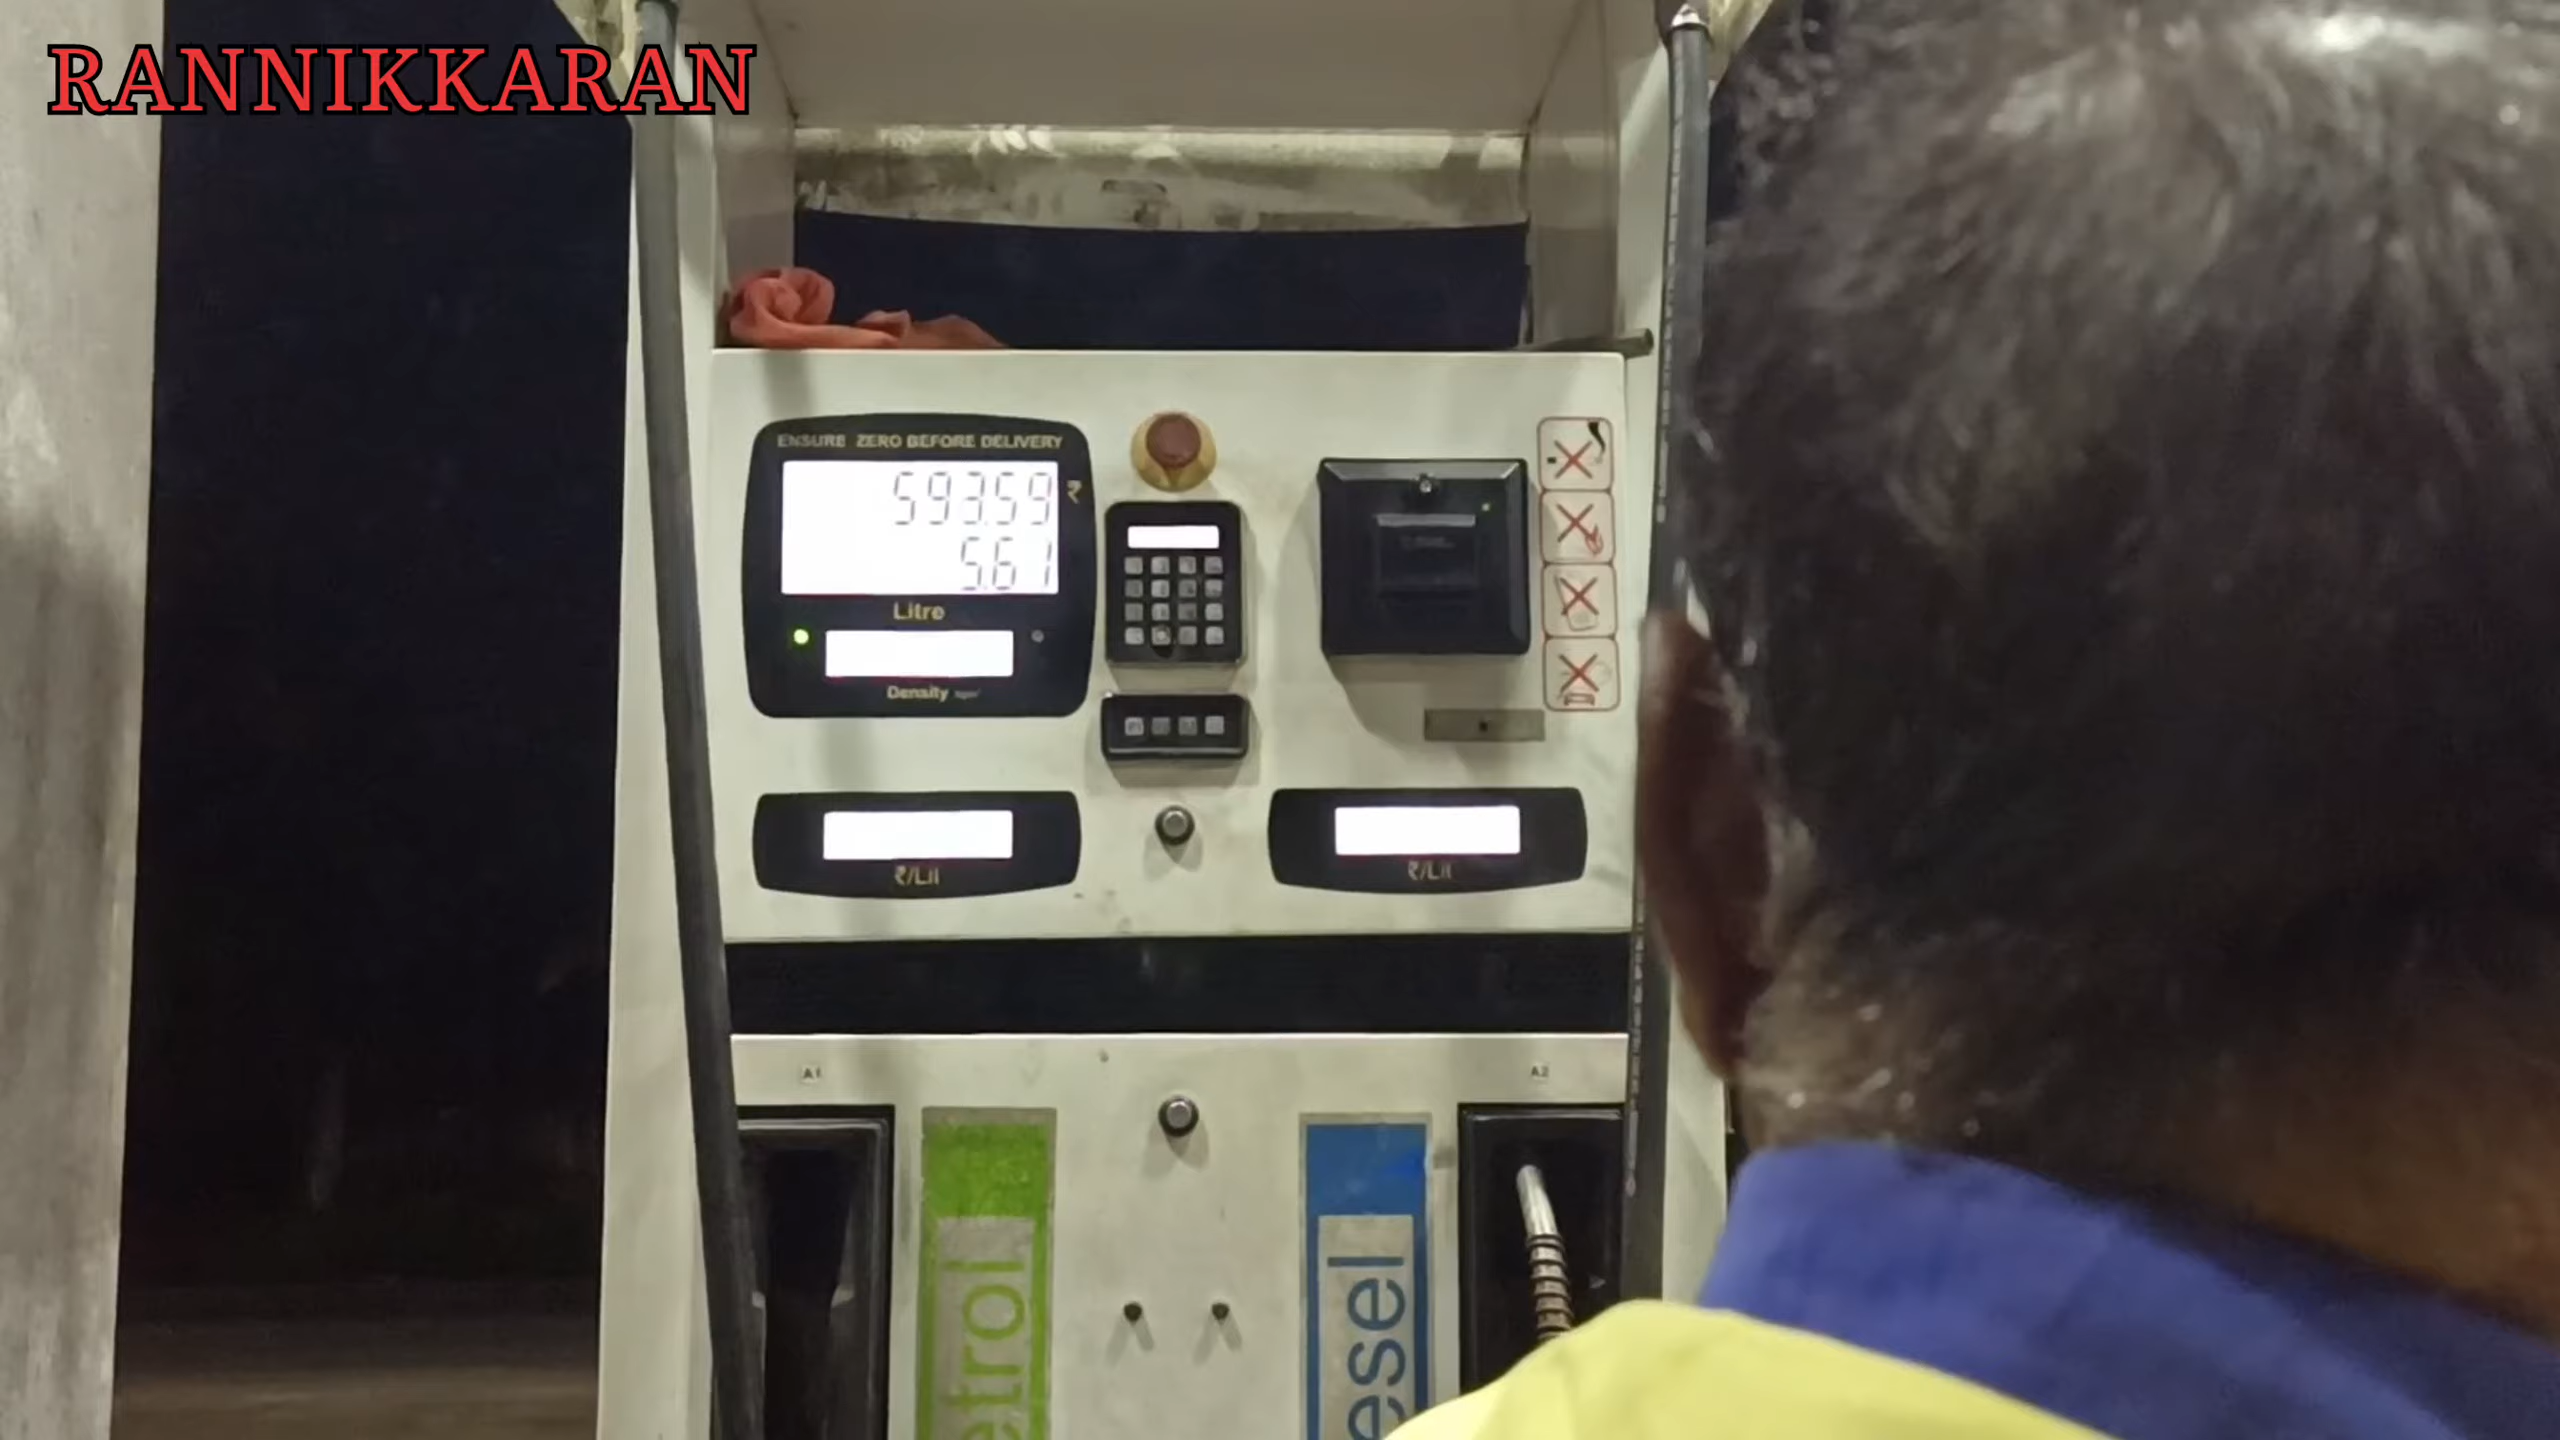 RANNIKKARAN
ENSURE ZERO BEFORE DELIVERY
593.59 ₹
5.61
Litre
Density
₹/Lit
₹/Lit
A1
A2
etrol
esel